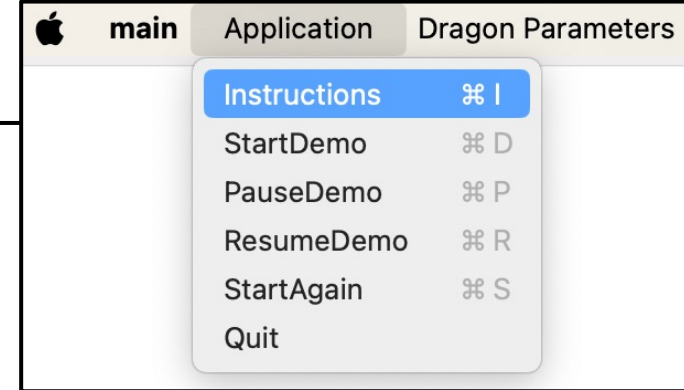 main Application Dragon Parameters
Instructions ⌘ I
StartDemo ⌘ D
PauseDemo ⌘ P
ResumeDemo ⌘ R
StartAgain ⌘ S
Quit